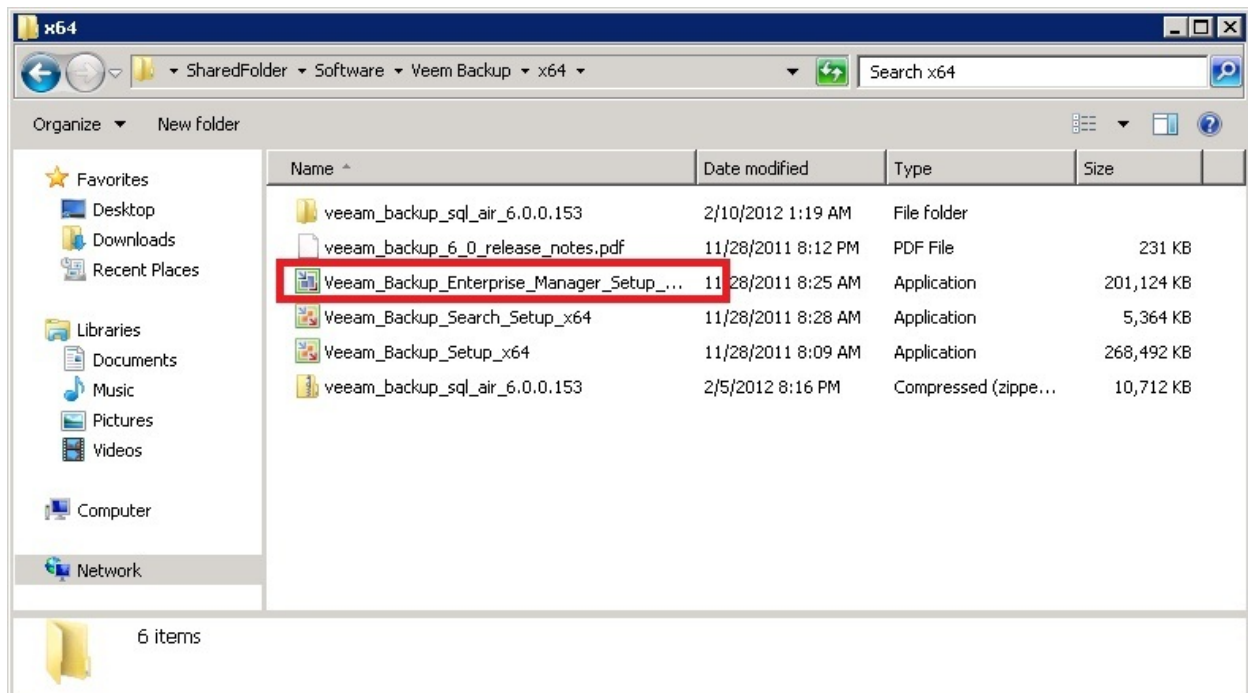 x64
SharedFolder Software Veem Backup x64 Search x64
Organize New folder
Name Date modified Type Size
Favorites
Desktop
Downloads
Recent Places
Libraries
Documents
Music
Pictures
Videos
Computer
Network
veeam_backup_sql_air_6.0.0.153 2/10/2012 1:19 AM File folder
veeam_backup_6_0_release_notes.pdf 11/28/2011 8:12 PM PDF File 231 KB
Veeam_Backup_Enterprise_Manager_Setup_... 11/28/2011 8:25 AM Application 201,124 KB
Veeam_Backup_Search_Setup_x64 11/28/2011 8:28 AM Application 5,364 KB
Veeam_Backup_Setup_x64 11/28/2011 8:09 AM Application 268,492 KB
veeam_backup_sql_air_6.0.0.153 2/5/2012 8:16 PM Compressed (zippe... 10,712 KB
6 items